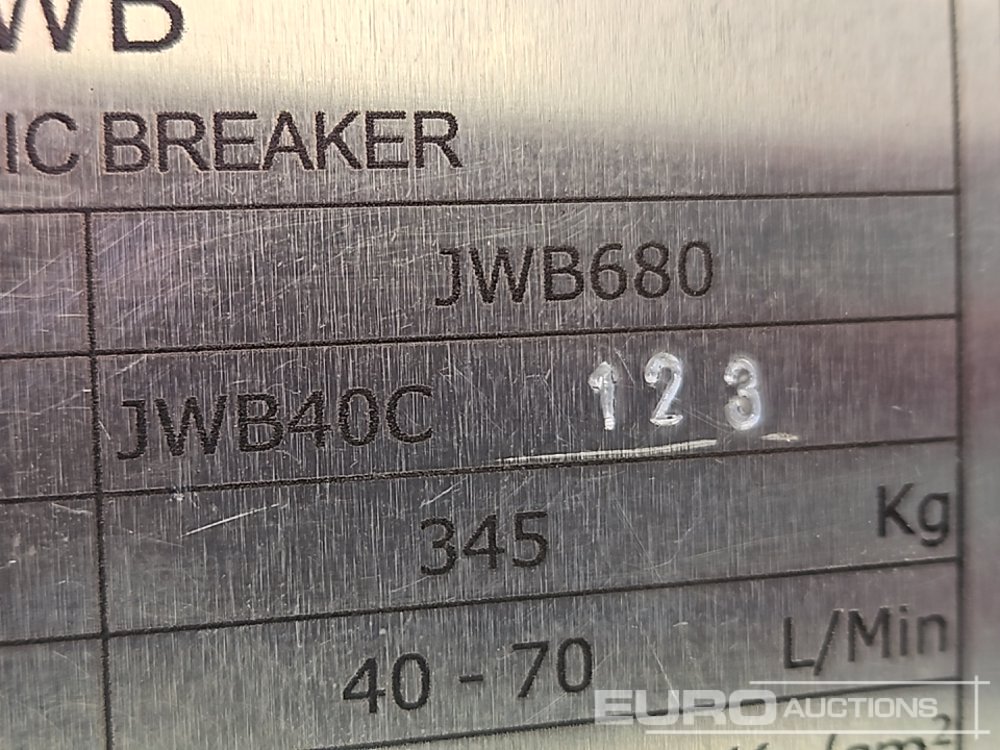 WB
IC BREAKER
JWB680
JWB40C 123
345 Kg
40 - 70 L/Min
EURO AUCTIONS